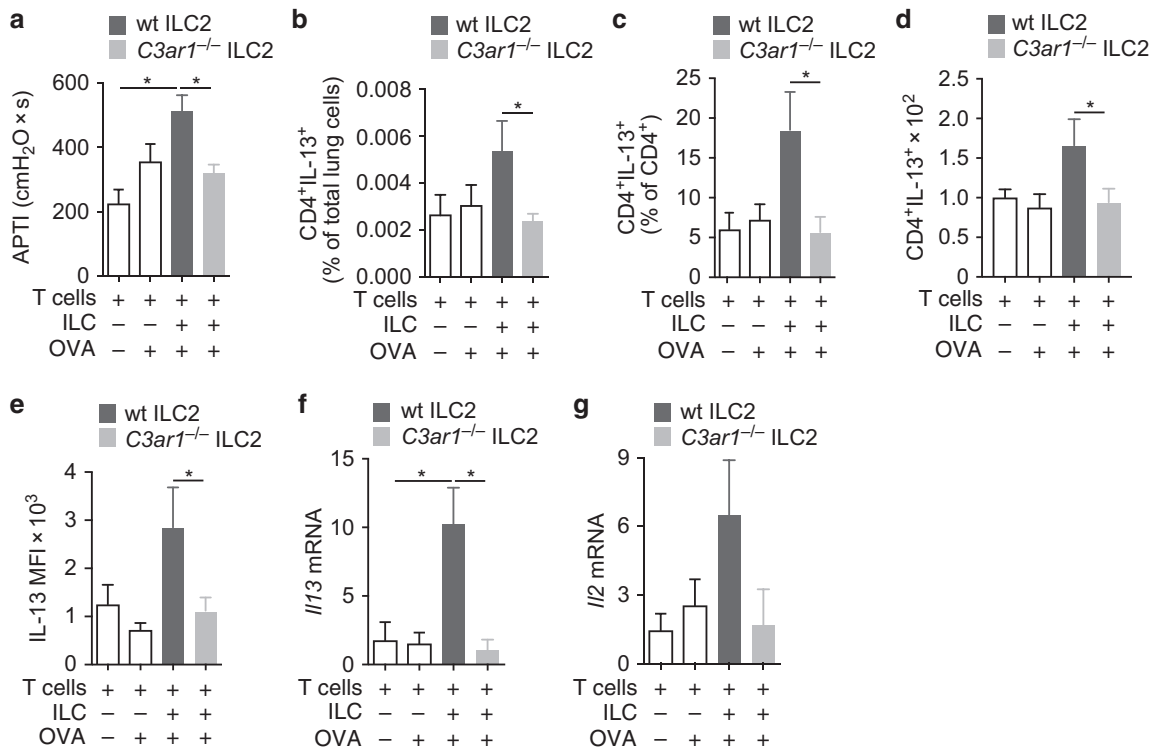 a
wt ILC2
C3ar1–/– ILC2
APTI (cmH2O × s)
600
400
200
0
* *
T cells + + + +
ILC – – + +
OVA – + + +
b
wt ILC2
C3ar1–/– ILC2
CD4+IL-13+
(% of total lung cells)
0.008
0.006
0.004
0.002
0.000
*
T cells + + + +
ILC – – + +
OVA – + + +
c
wt ILC2
C3ar1–/– ILC2
CD4+IL-13+
(% of CD4+)
25
20
15
10
5
0
*
T cells + + + +
ILC – – + +
OVA – + + +
d
wt ILC2
C3ar1–/– ILC2
CD4+IL-13+ × 102
2.5
2.0
1.5
1.0
0.5
0
*
T cells + + + +
ILC – – + +
OVA – + + +
e
wt ILC2
C3ar1–/– ILC2
IL-13 MFI × 103
4
3
2
1
0
*
T cells + + + +
ILC – – + +
OVA – + + +
f
wt ILC2
C3ar1–/– ILC2
Il13 mRNA
15
10
5
0
* *
T cells + + + +
ILC – – + +
OVA – + + +
g
wt ILC2
C3ar1–/– ILC2
Il2 mRNA
9
6
3
0
T cells + + + +
ILC – – + +
OVA – + + +